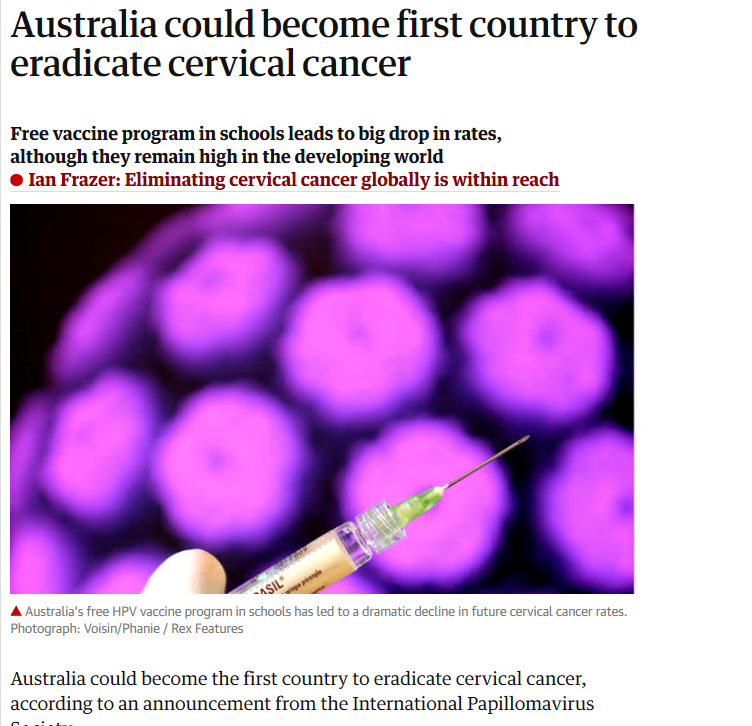 Australia could become first country to
eradicate cervical cancer
Free vaccine program in schools leads to big drop in rates,
although they remain high in the developing world
Ian Frazer: Eliminating cervical cancer globally is within reach
ASIL®
Australia's free HPV vaccine program in schools has led to a dramatic decline in future cervical cancer rates.
Photograph: Voisin/Phanie / Rex Features
Australia could become the first country to eradicate cervical cancer,
according to an announcement from the International Papillomavirus